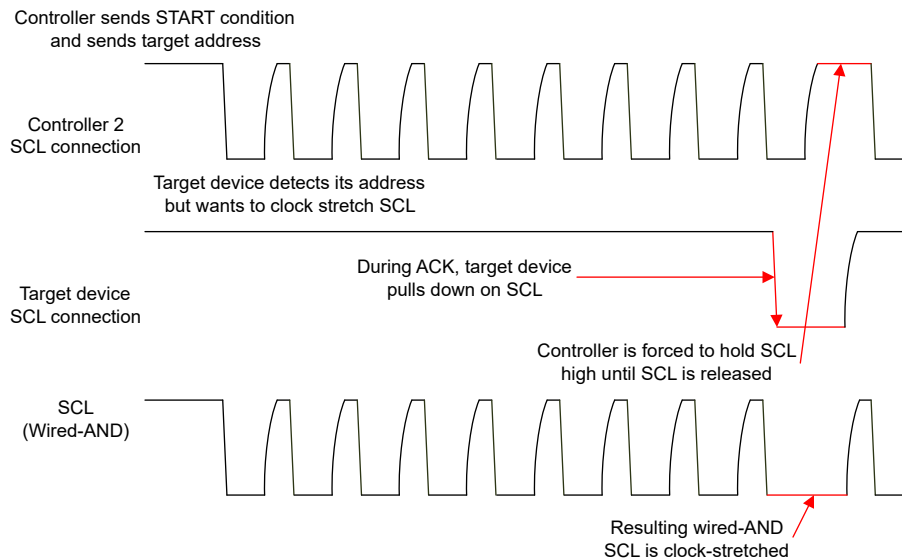 Controller sends START condition
and sends target address
Controller 2
SCL connection
Target device detects its address
but wants to clock stretch SCL
During ACK, target device
pulls down on SCL
Target device
SCL connection
Controller is forced to hold SCL
high until SCL is released
SCL
(Wired-AND)
Resulting wired-AND
SCL is clock-stretched